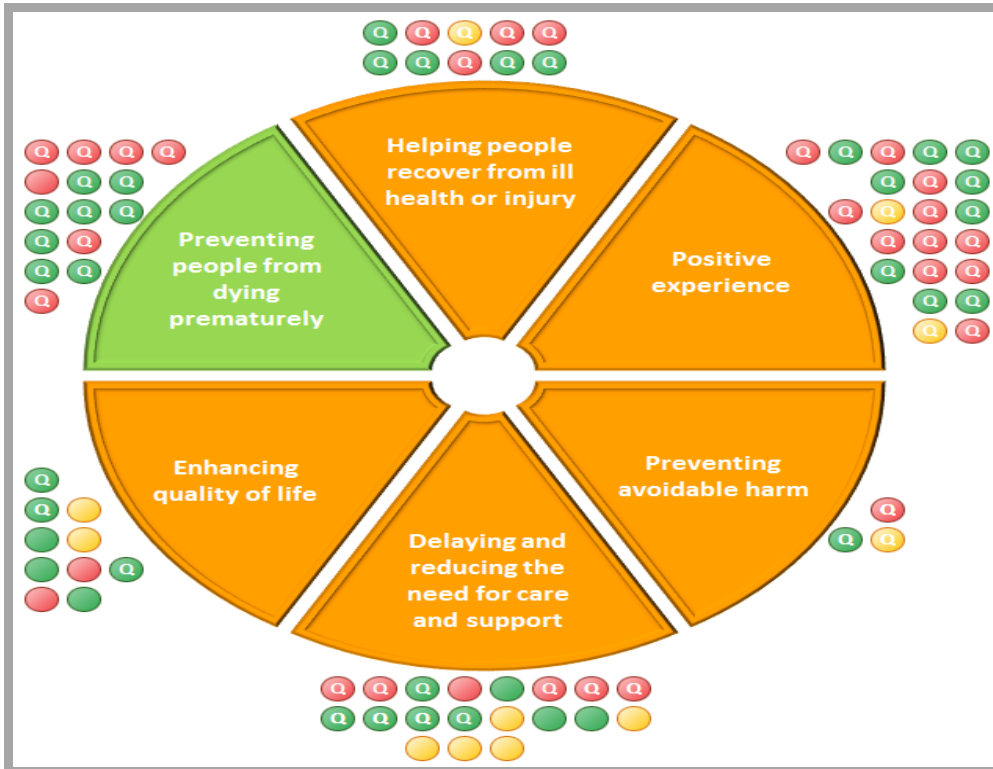 Q Q Q Q Q
Q Q Q Q Q
Helping people
recover from ill
health or injury
Q Q Q Q
Q Q
Q Q Q
Q Q
Q Q
Q
Preventing
people from
dying
prematurely
Q Q Q Q Q
Q Q Q
Q Q Q Q
Q Q Q
Q Q Q
Q Q
Q Q
Positive
experience
Enhancing
quality of life
Q
Q
Q
Preventing
avoidable harm
Q
Q Q
Delaying and
reducing the
need for care
and support
Q Q Q Q Q Q
Q Q Q Q